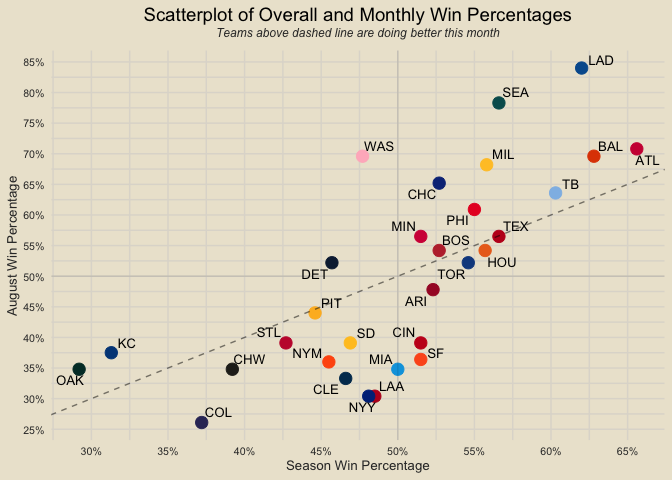 Scatterplot of Overall and Monthly Win Percentages
Teams above dashed line are doing better this month
85%
80%
75%
70%
65%
60%
55%
50%
45%
40%
35%
30%
25%
August Win Percentage
LAD
SEA
WAS
BAL
MIL
ATL
TB
CHC
PHI
MIN
TEX
BOS
HOU
DET
TOR
ARI
PIT
STL
SD
CIN
KC
NYM
SF
CHW
MIA
OAK
CLE
LAA
NYY
COL
30%
35%
40%
45%
50%
55%
60%
65%
Season Win Percentage